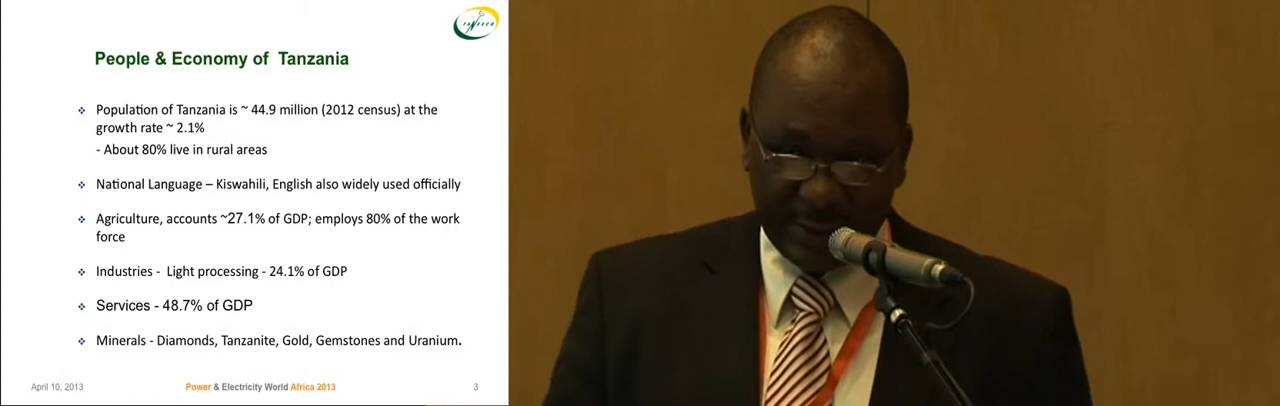 TANESCO
People & Economy of Tanzania
❖ Population of Tanzania is ~ 44.9 million (2012 census) at the
growth rate ~ 2.1%
- About 80% live in rural areas
❖ National Language – Kiswahili, English also widely used officially
❖ Agriculture, accounts ~27.1% of GDP; employs 80% of the work
force
❖ Industries - Light processing - 24.1% of GDP
❖ Services - 48.7% of GDP
❖ Minerals - Diamonds, Tanzanite, Gold, Gemstones and Uranium.
April 10, 2013 Power & Electricity World Africa 2013 3